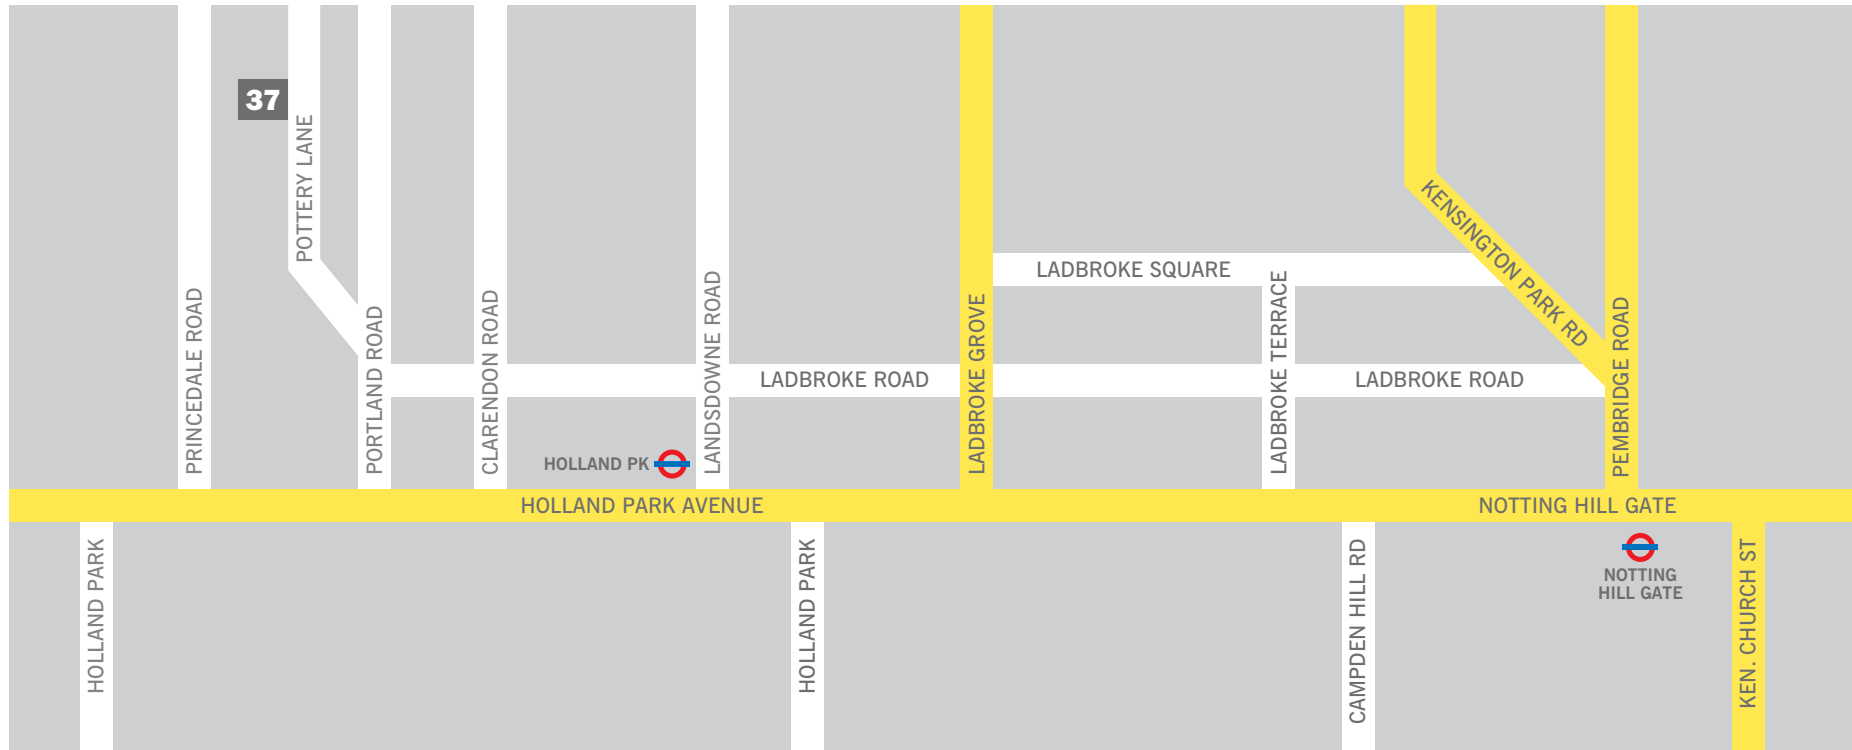 37
POTTERY LANE
PRINCEDALE ROAD
PORTLAND ROAD
CLARENDON ROAD
LANDSDOWNE ROAD
LADBROKE GROVE
LADBROKE SQUARE
LADBROKE TERRACE
KENSINGTON PARK RD
PEMBRIDGE ROAD
LADBROKE ROAD
LADBROKE ROAD
HOLLAND PK
HOLLAND PARK AVENUE
NOTTING HILL GATE
HOLLAND PARK
HOLLAND PARK
CAMPDEN HILL RD
NOTTING
HILL GATE
KEN. CHURCH ST